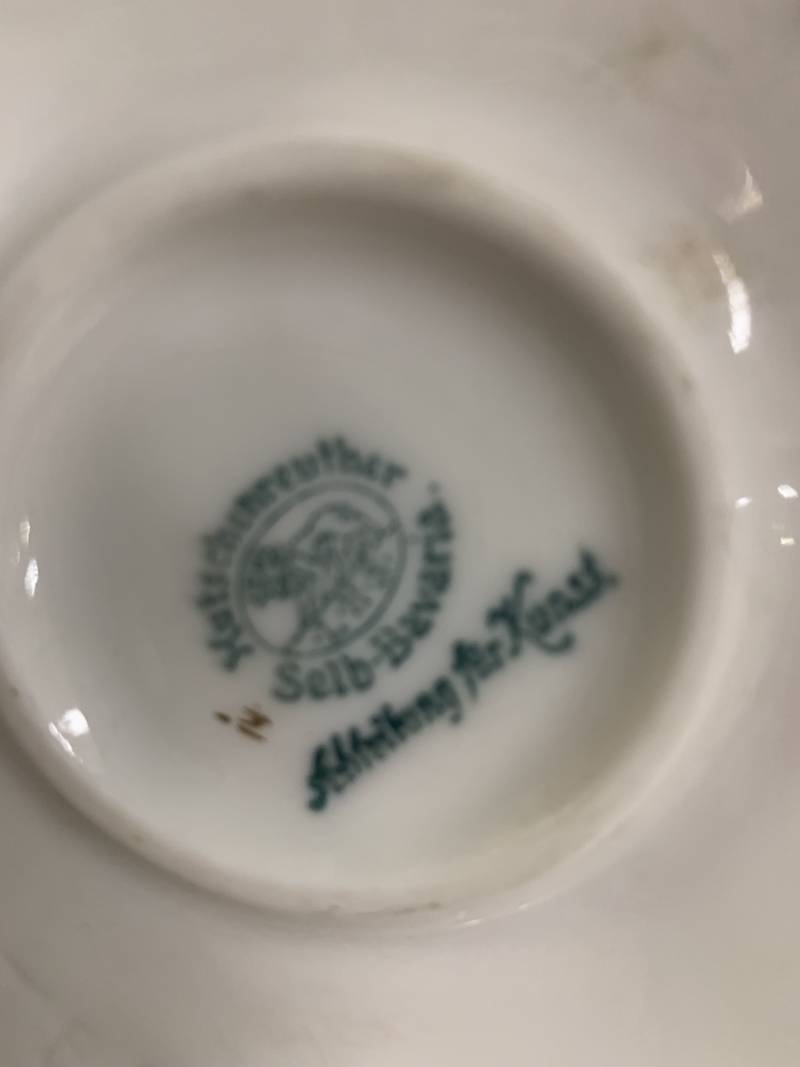 Hutschenreuther
Selb-Bavaria
Abteilung für Kunst